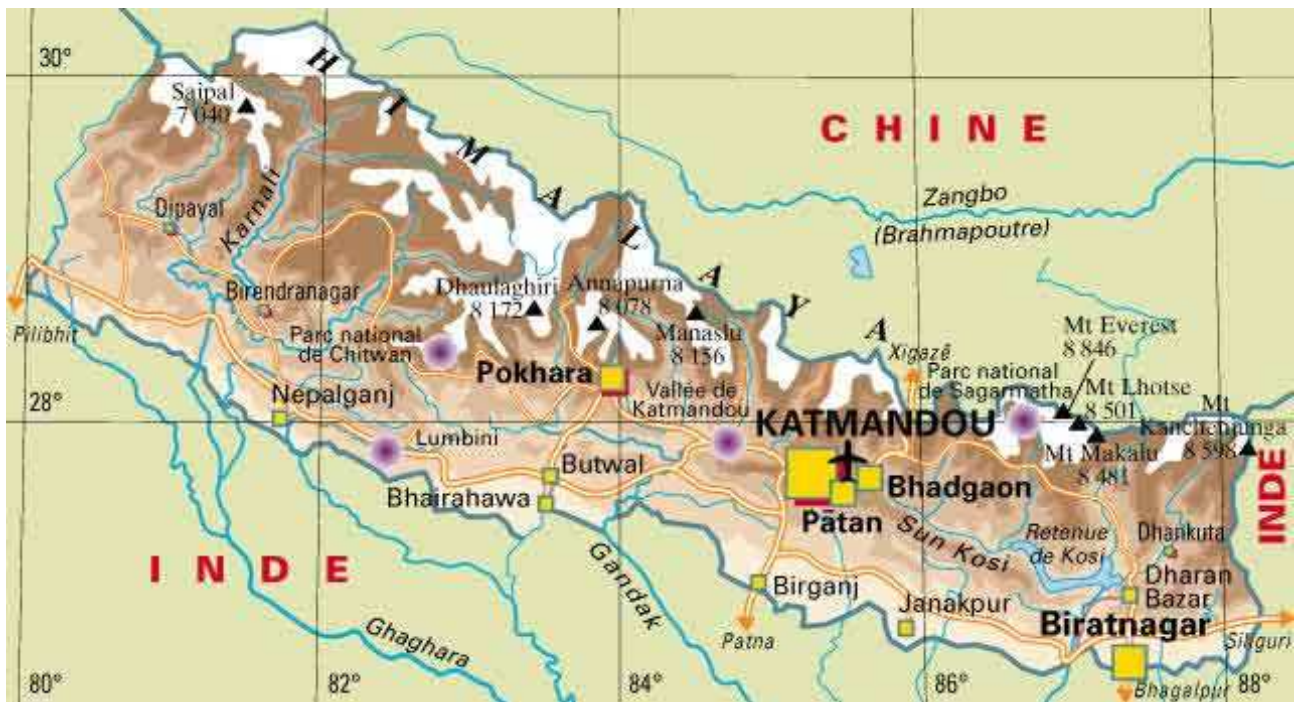 30°
HIMALAYA
Saipal
7 040
CHINE
Dipayal
Karnali
Zangbo
(Brahmapoutre)
Birendranagar
Dhaulaghiri
8 172
Annapurna
8 078
Pilibhit
Parc national
de Chitwan
Manaslu
8 156
Mt Everest
8 846
Xigazê
Parc national
de Sagarmatha
Pokhara
Mt Lhotse
8 501
Nepalganj
Vallée de
Katmandou
28°
KATMANDOU
Mt
Kanchenjunga
8 598
Lumbini
Mt Makalu
8 481
Butwal
Bhairahawa
Bhadgaon
Pātan
INDE
Sun Kosi
Retenue
de Kosi
Dhankuta
INDE
Gandak
Birganj
Dharan
Bazar
Janakpur
Ghaghara
Patna
Biratnagar
Siliguri
80°
82°
84°
86°
Bhagalpur
88°